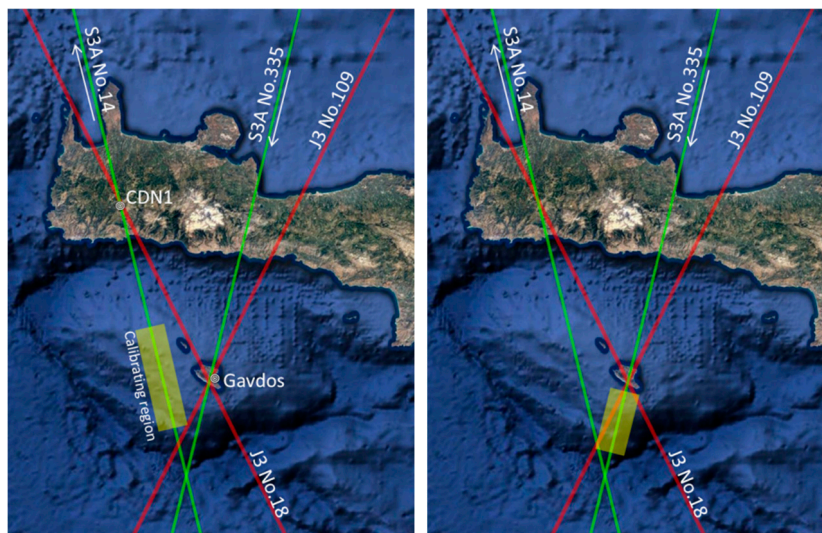 S3A No.14
S3A No.335
J3 No.109
CDN1
Calibrating region
Gavdos
J3 No.18
S3A No.14
S3A No.335
J3 No.109
J3 No.18